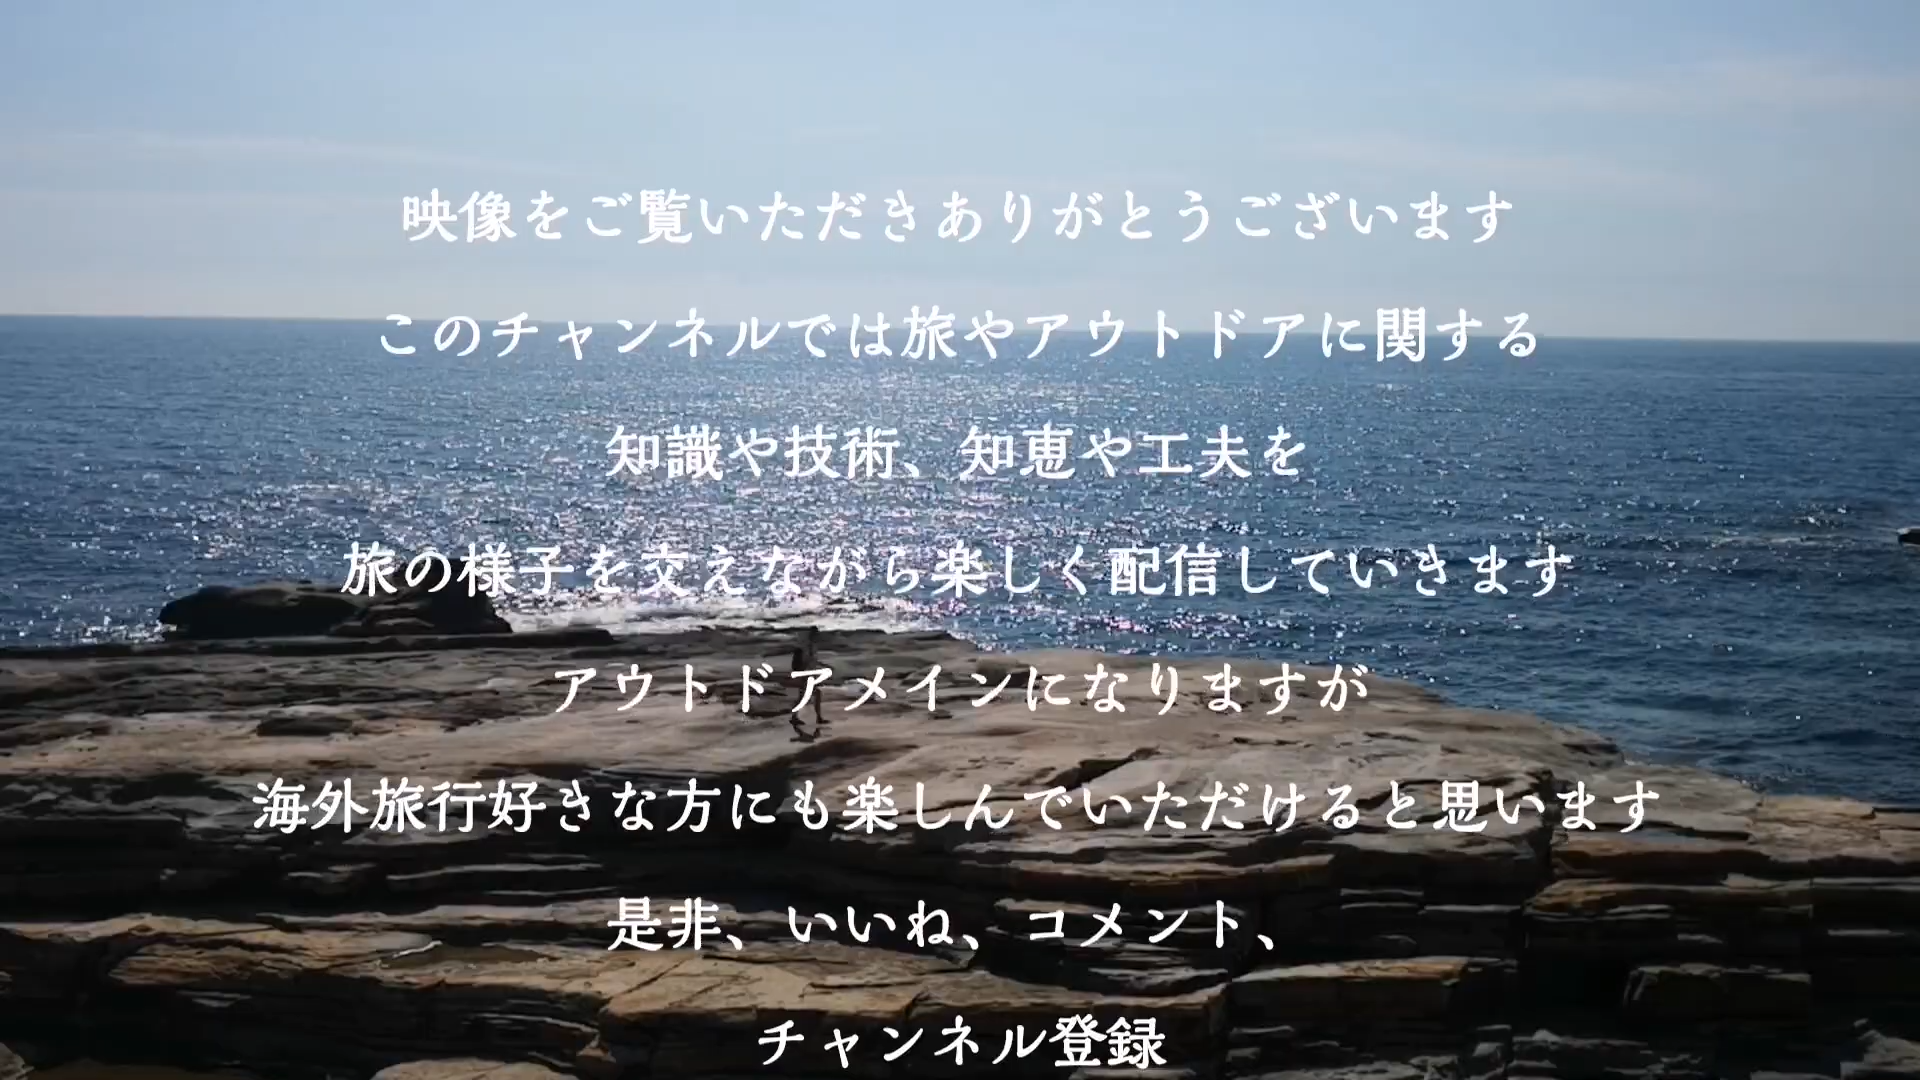 映像をご覧いただきありがとうございます
このチャンネルでは旅やアウトドアに関する
知識や技術、知恵や工夫を
旅の様子を交えながら楽しく配信していきます
アウトドアメインになりますが
海外旅行好きな方にも楽しんでいただけると思います
是非、いいね、コメント、
チャンネル登録